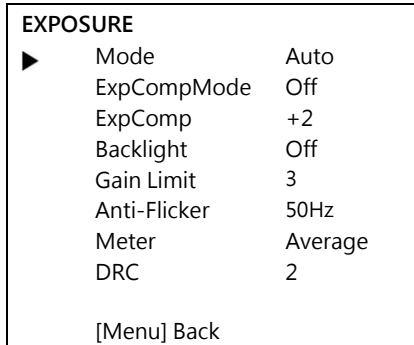 EXPOSURE
Mode Auto
ExpCompMode Off
ExpComp +2
Backlight Off
Gain Limit 3
Anti-Flicker 50Hz
Meter Average
DRC 2
[Menu] Back